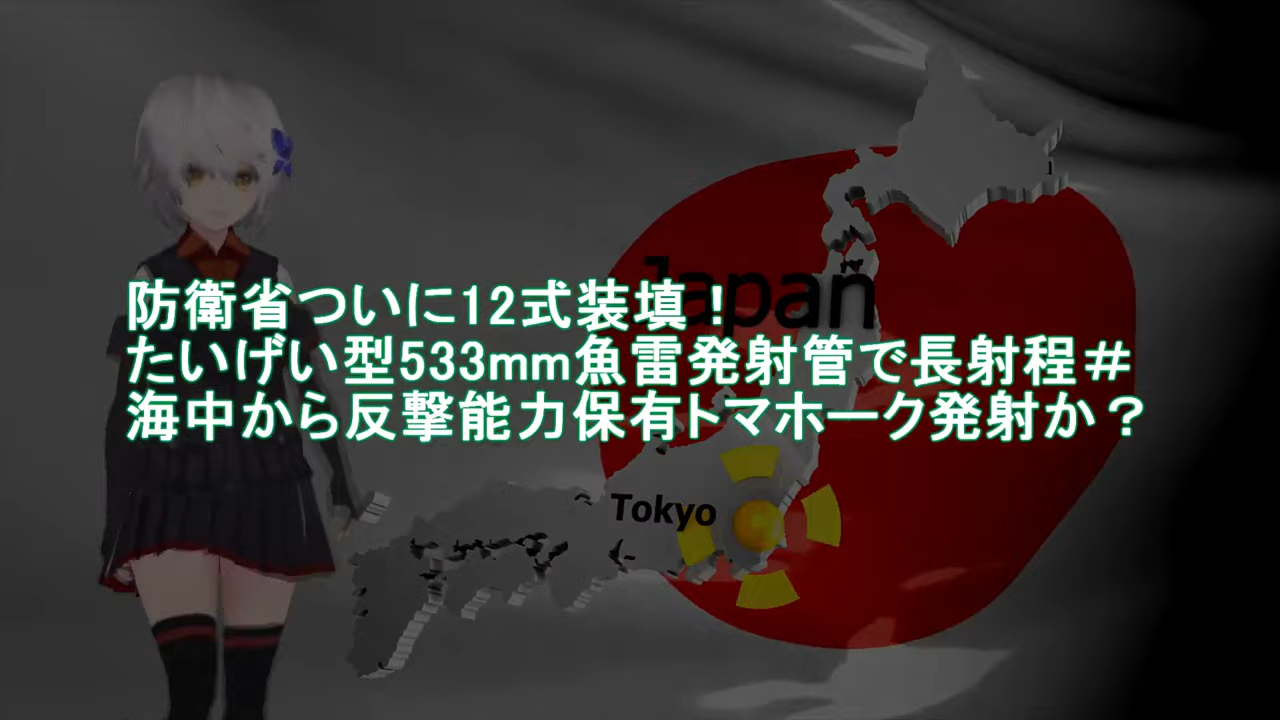 防衛省ついに12式装填！
たいげい型533mm魚雷発射管で長射程＃
海中から反撃能力保有トマホーク発射か？
Japan
Tokyo